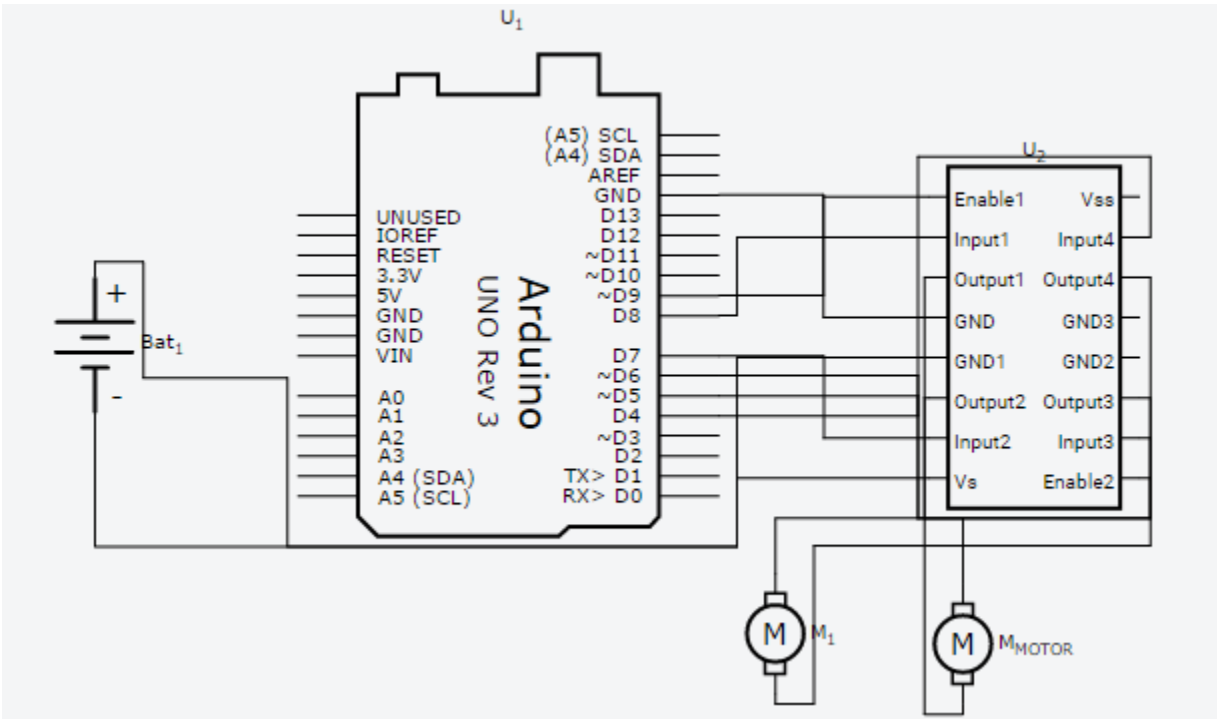 U1
(A5) SCL
(A4) SDA
AREF
GND
D13
D12
~D11
~D10
~D9
D8
D7
~D6
~D5
D4
~D3
D2
TX> D1
RX> D0
UNUSED
IOREF
RESET
3.3V
5V
GND
GND
VIN
A0
A1
A2
A3
A4 (SDA)
A5 (SCL)
Arduino
UNO Rev 3
+
Bat1
-
U2
Enable1 Vss
Input1 Input4
Output1 Output4
GND GND3
GND1 GND2
Output2 Output3
Input2 Input3
Vs Enable2
M
M1
M
MMOTOR